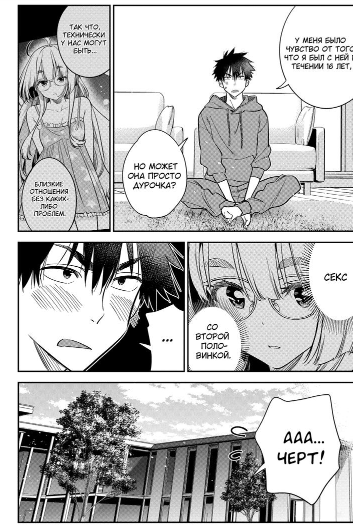 У МЕНЯ БЫЛО
ЧУВСТВО ОТ ТОГО,
ЧТО Я БЫЛ С НЕЙ В
ТЕЧЕНИИ 16 ЛЕТ,
НО МОЖЕТ
ОНА ПРОСТО
ДУРОЧКА?
ТАК ЧТО,
ТЕХНИЧЕСКИ
У НАС МОГУТ
БЫТЬ...
БЛИЗКИЕ
ОТНОШЕНИЯ
БЕЗ КАКИХ-
ЛИБО
ПРОБЛЕМ.
СЕКС
СО
ВТОРОЙ
ПОЛО-
ВИНКОЙ.
...
ААА...
ЧЕРТ!